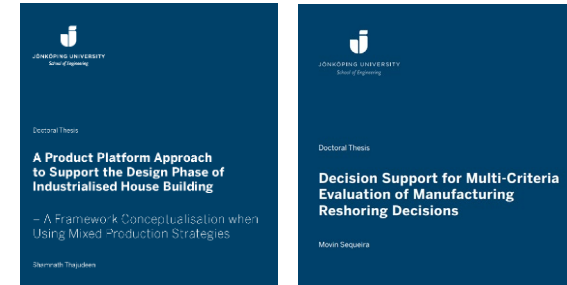 JÖNKÖPING UNIVERSITY
School of Engineering
Doctoral Thesis
A Product Platform Approach
to Support the Design Phase of
Industrialised House Building
– A Framework Conceptualisation when
Using Mixed Production Strategies
Shamnath Thajudeen
JÖNKÖPING UNIVERSITY
School of Engineering
Doctoral Thesis
Decision Support for Multi-Criteria
Evaluation of Manufacturing
Reshoring Decisions
Movin Sequeira